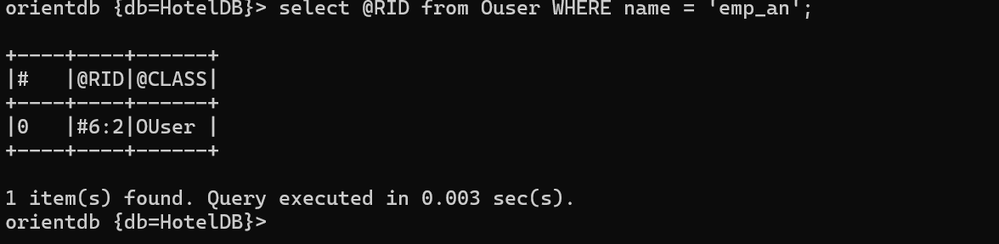 orientdb {db=HotelDB}> select @RID from Ouser WHERE name = 'emp_an';
+----+----+------+
|#   |@RID|@CLASS|
+----+----+------+
|0   |#6:2|OUser |
+----+----+------+
1 item(s) found. Query executed in 0.003 sec(s).
orientdb {db=HotelDB}>